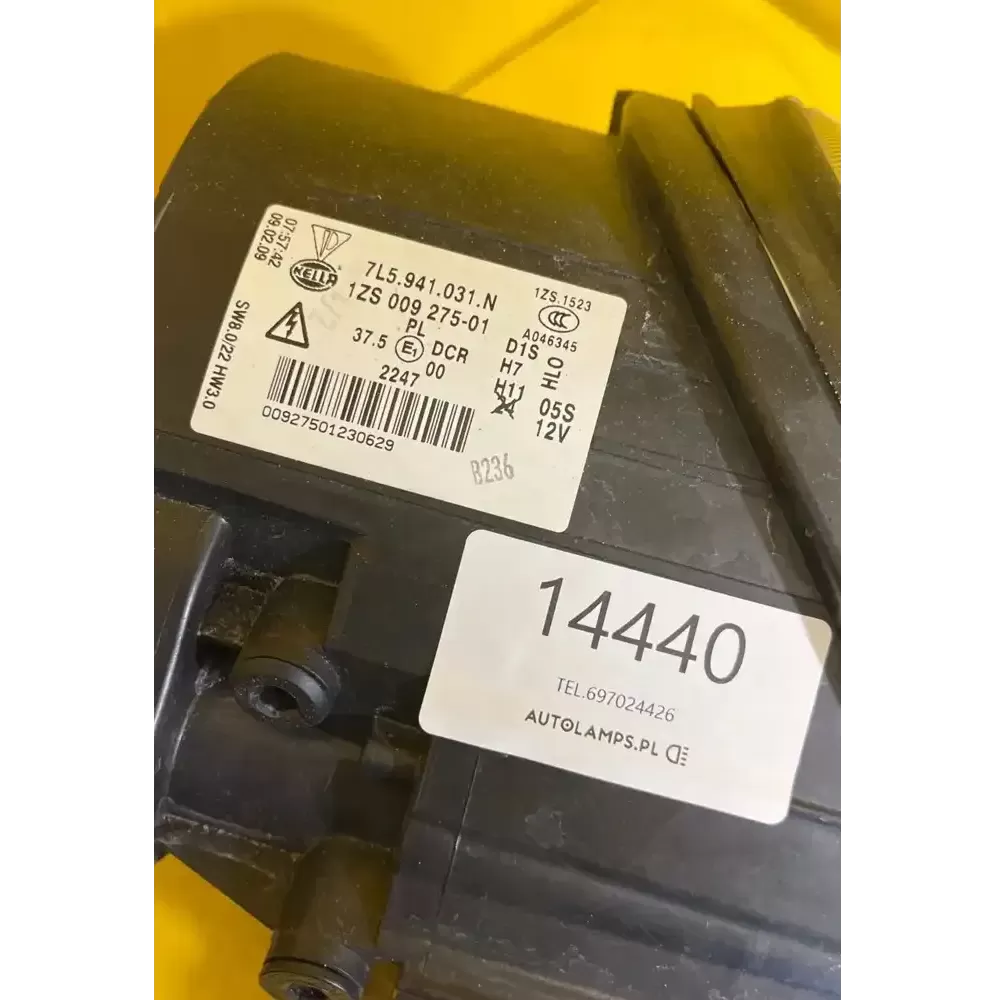 07:57:42
09.02.09
HELLA
7L5.941.031.N
1ZS 009 275-01
PL
37.5 E1 DCR
00
2247
1ZS.1523
CCC
A046345
D1S
H7
H11
24
HLO
05S
12V
SW8.0/22 HW3.0
00927501230629
B236
14440
TEL.697024426
AUTOLAMPS.PL